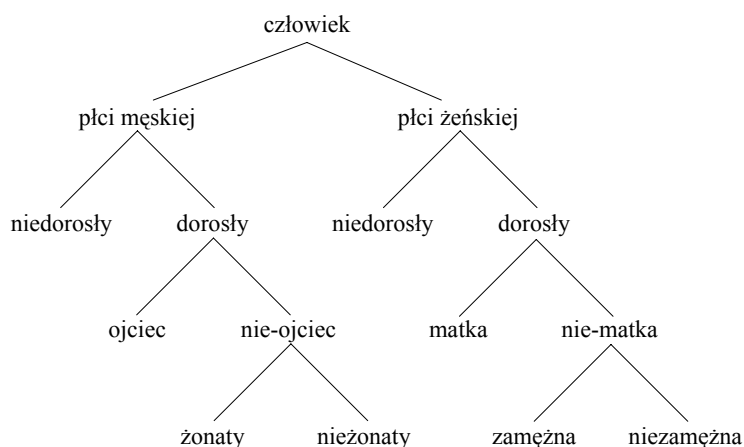 człowiek
płci męskiej płci żeńskiej
niedorosły dorosły niedorosły dorosły
ojciec nie-ojciec matka nie-matka
żonaty nieżonaty zamężna niezamężna